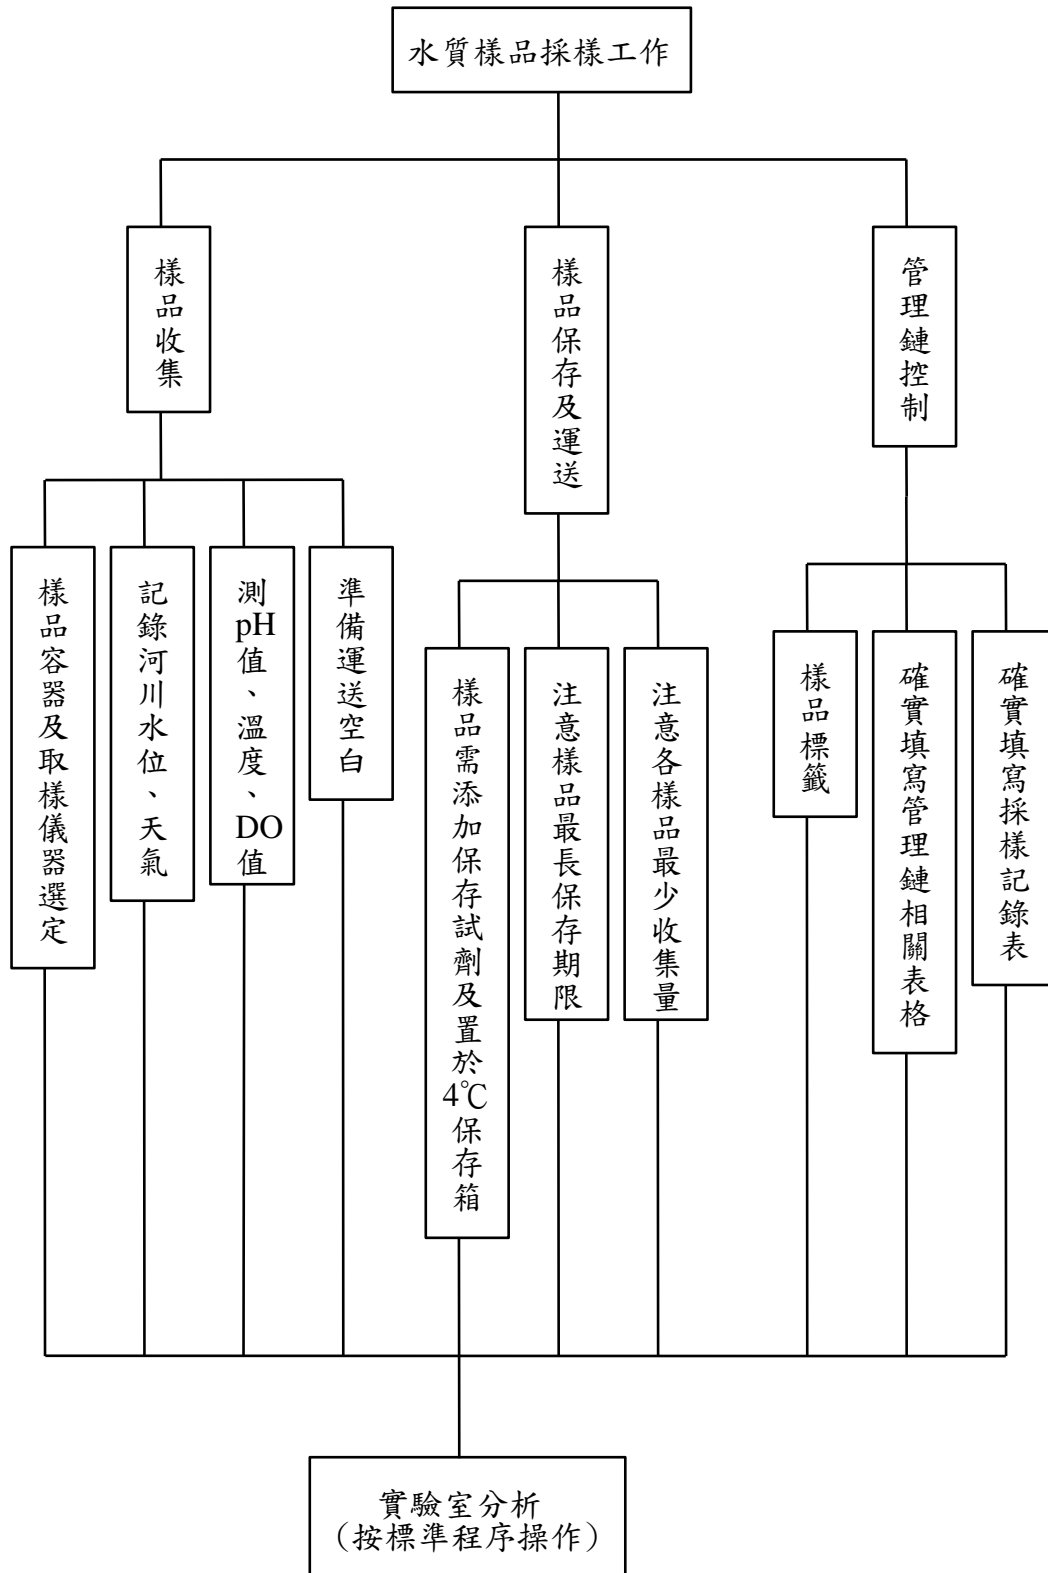 水質樣品採樣工作
樣品收集
樣品保存及運送
管理鏈控制
樣品容器及取樣儀器選定
記錄河川水位、天氣
測pH值、溫度、DO值
準備運送空白
樣品需添加保存試劑及置於4℃保存箱
注意樣品最長保存期限
注意各樣品最少收集量
樣品標籤
確實填寫管理鏈相關表格
確實填寫採樣記錄表
實驗室分析
（按標準程序操作）